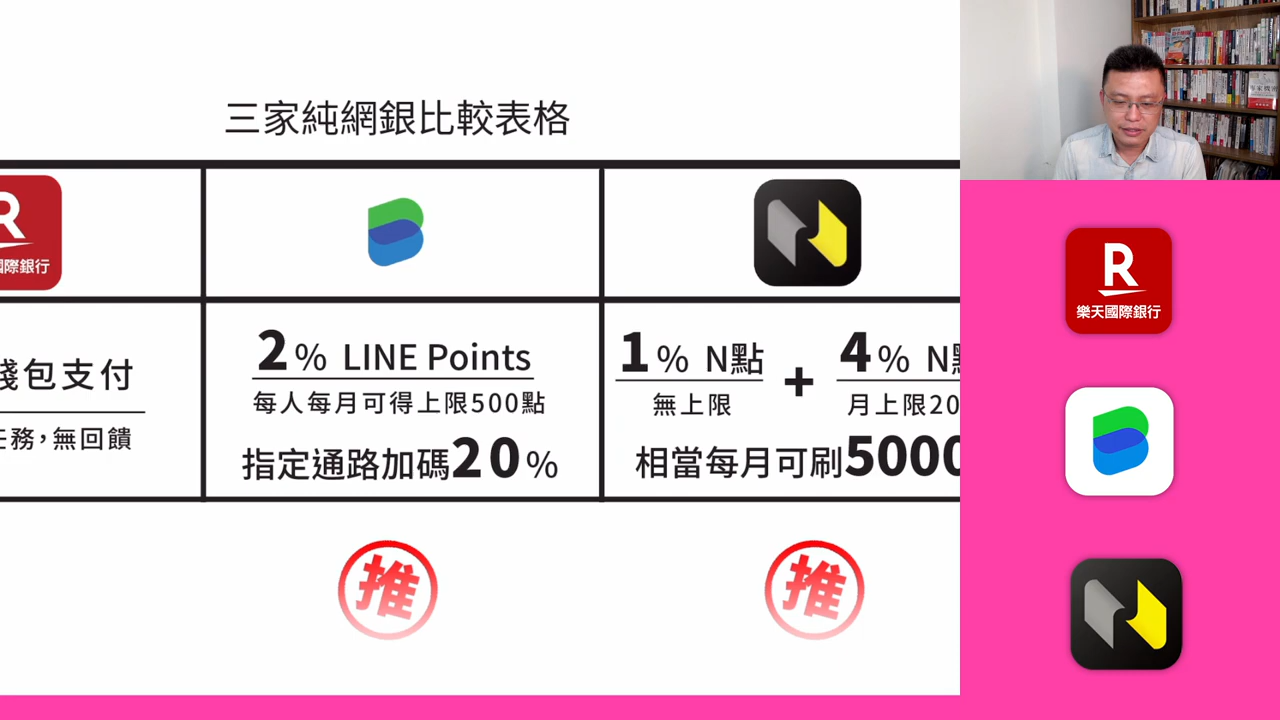 三家純網銀比較表格
R
國際銀行
包支付
務,無回饋
2% LINE Points
每人每月可得上限500點
指定通路加碼20%
1% N點 + 4% N
無上限
月上限20
相當每月可刷5000
推
推
R
樂天國際銀行